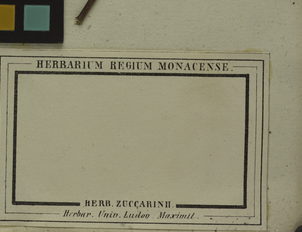 HERBARIUM REGIUM MONACENSE.
HERB. ZUCCARINII.
Herbar. Univ. Ludov Maximil.